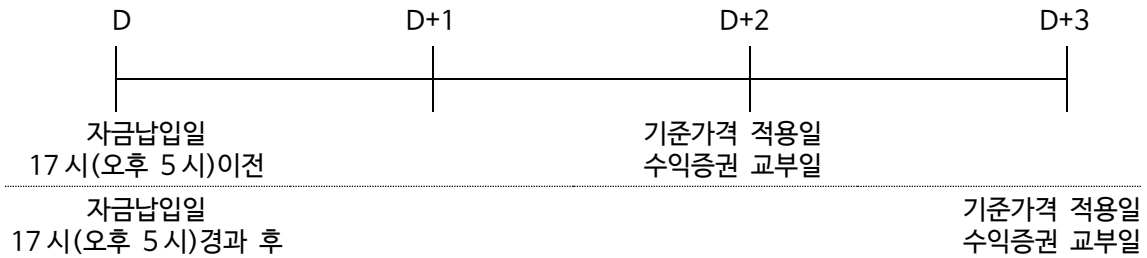 D D+1 D+2 D+3
자금납입일 기준가격 적용일
17시(오후 5시)이전 수익증권 교부일
자금납입일 기준가격 적용일
17시(오후 5시)경과 후 수익증권 교부일